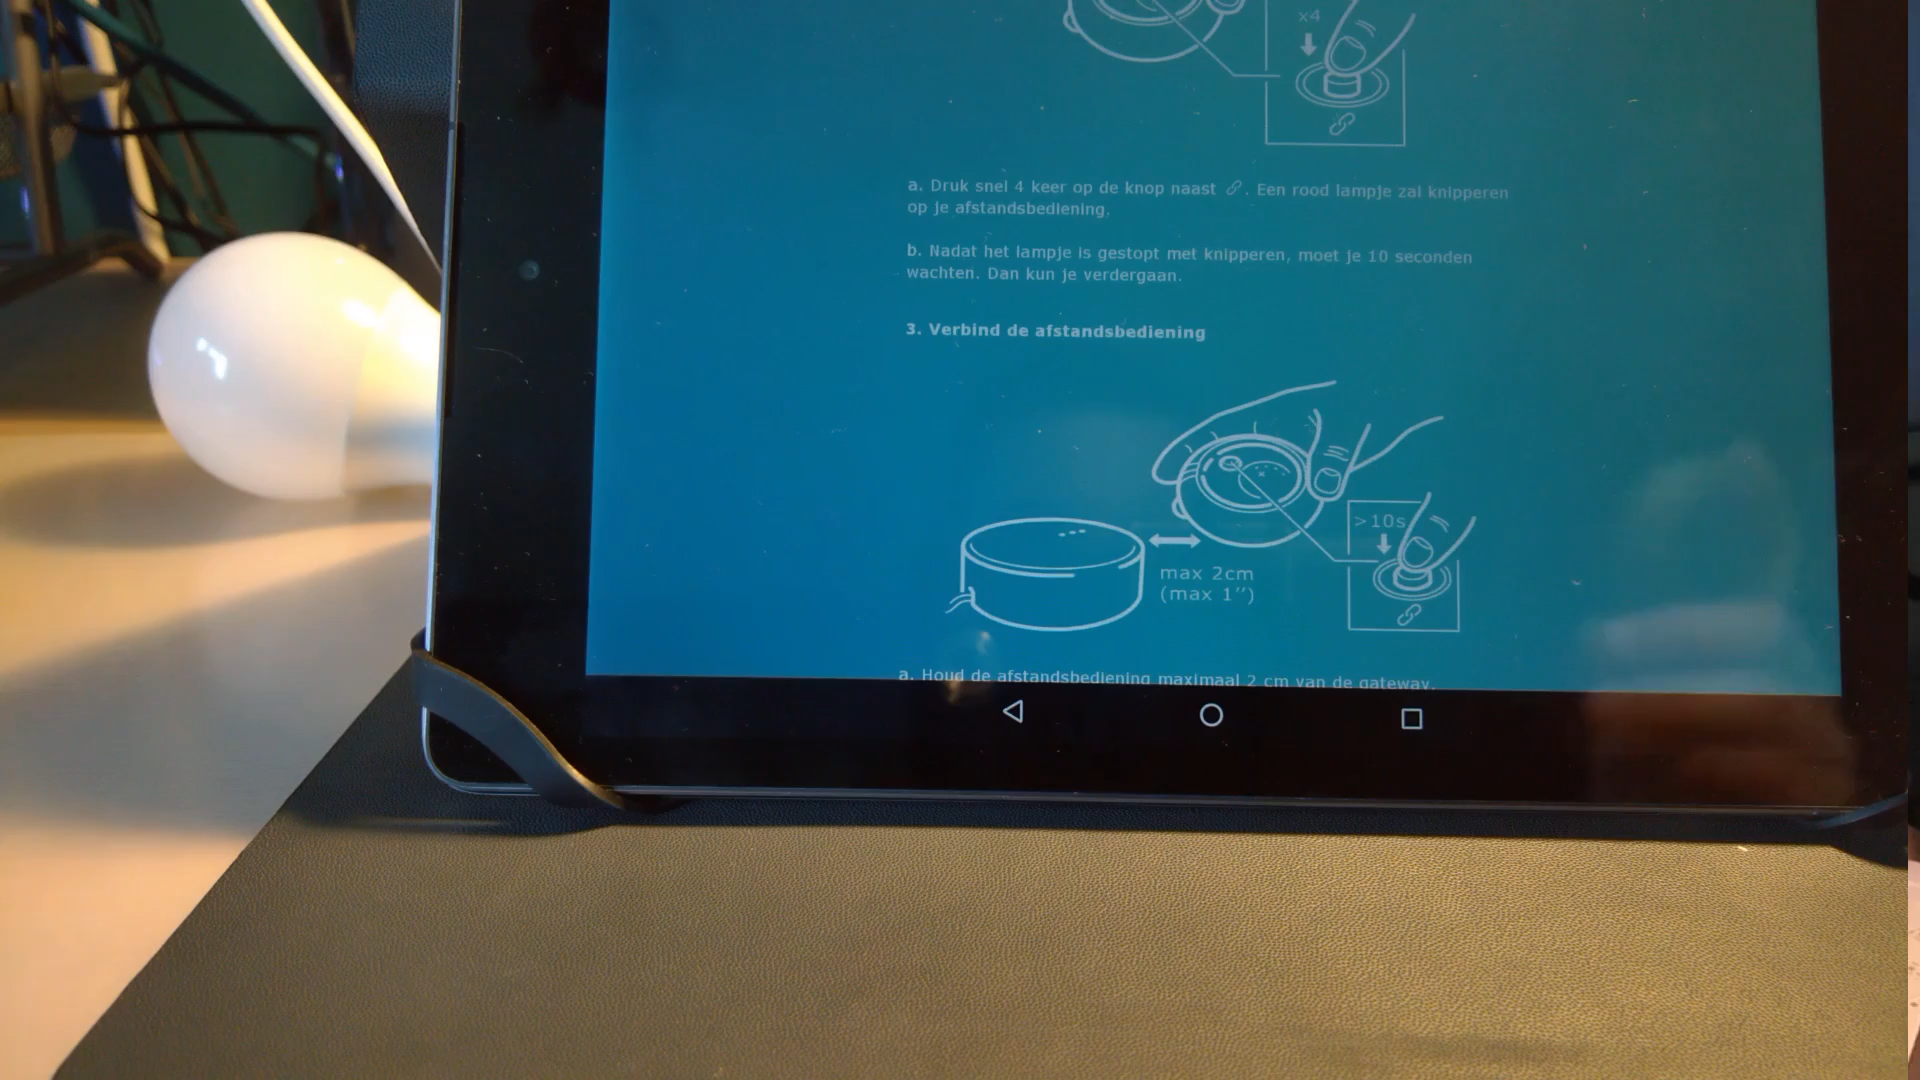 x4
a. Druk snel 4 keer op de knop naast . Een rood lampje zal knipperen
op je afstandsbediening.
b. Nadat het lampje is gestopt met knipperen, moet je 10 seconden
wachten. Dan kun je verdergaan.
3. Verbind de afstandsbediening
>10s
max 2cm
(max 1″)
a. Houd de afstandsbediening maximaal 2 cm van de gateway.